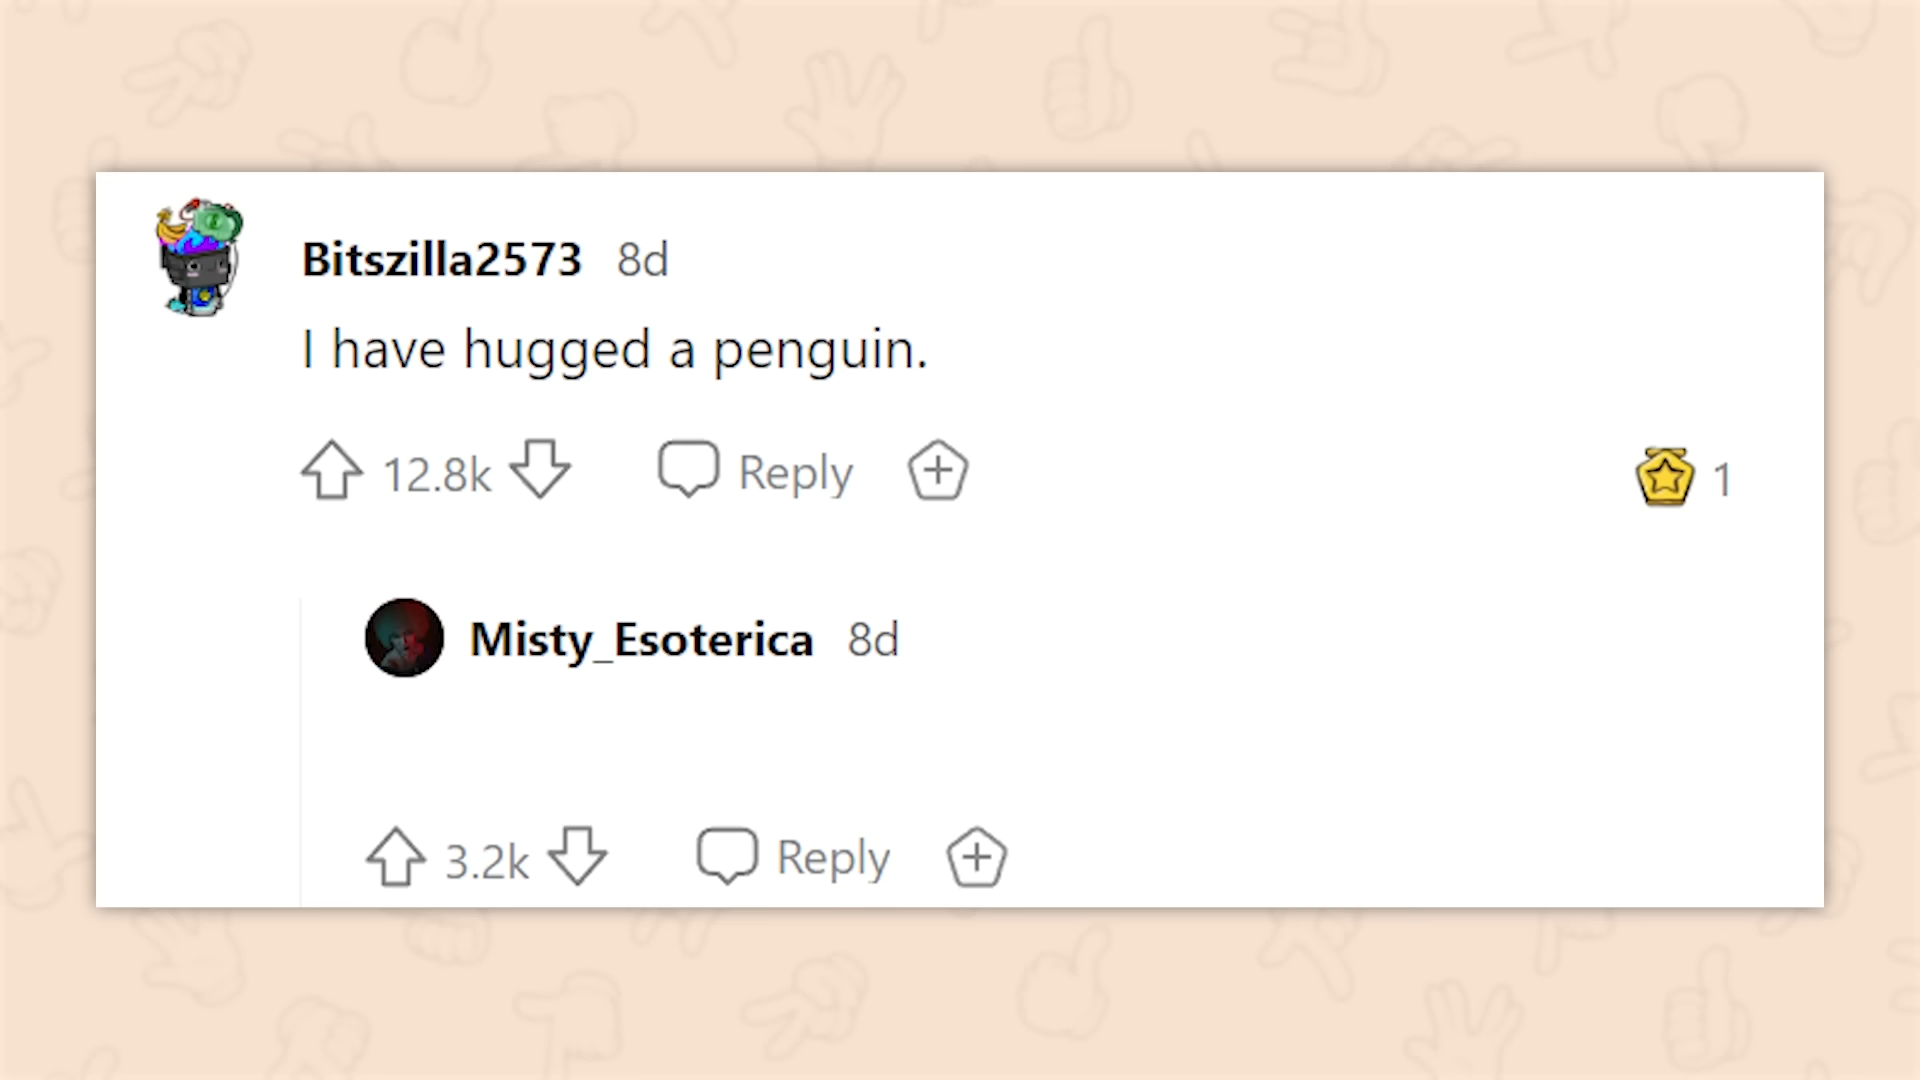 Bitszilla2573 8d
I have hugged a penguin.
12.8k Reply 1
Misty_Esoterica 8d
3.2k Reply